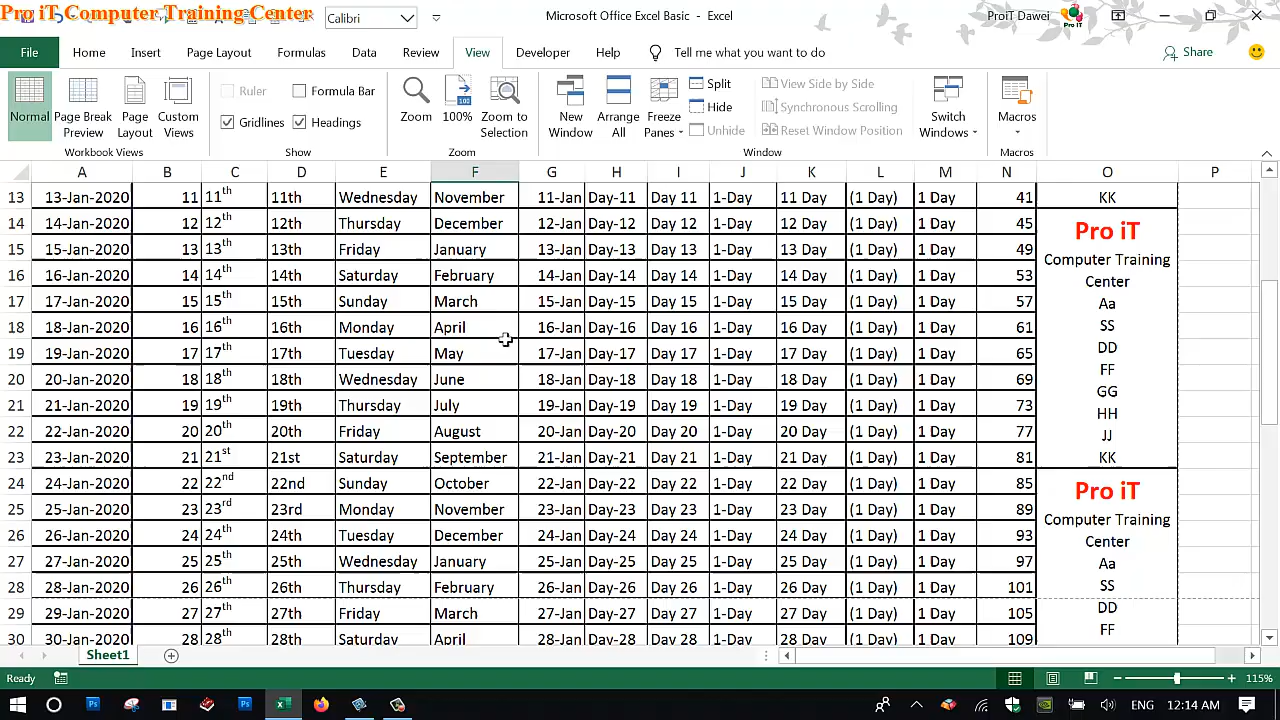 Pro iT Computer Training Center
Calibri
Microsoft Office Excel Basic - Excel
ProiT Dawei
Pro iT
File Home Insert Page Layout Formulas Data Review View Developer Help Tell me what you want to do Share
Normal Page Break Preview Page Layout Custom Views
Workbook Views
Ruler Formula Bar
Gridlines Headings
Show
Zoom 100% Zoom to Selection
Zoom
New Window Arrange All Freeze Panes
Split
Hide
Unhide
View Side by Side
Synchronous Scrolling
Reset Window Position
Switch Windows
Window
Macros
Macros
A B C D E F G H I J K L M N O P
13 13-Jan-2020 11 11th 11th Wednesday November 11-Jan Day-11 Day 11 1-Day 11 Day (1 Day) 1 Day 41 KK
14 14-Jan-2020 12 12th 12th Thursday December 12-Jan Day-12 Day 12 1-Day 12 Day (1 Day) 1 Day 45 Pro iT
15 15-Jan-2020 13 13th 13th Friday January 13-Jan Day-13 Day 13 1-Day 13 Day (1 Day) 1 Day 49 Computer Training
16 16-Jan-2020 14 14th 14th Saturday February 14-Jan Day-14 Day 14 1-Day 14 Day (1 Day) 1 Day 53 Center
17 17-Jan-2020 15 15th 15th Sunday March 15-Jan Day-15 Day 15 1-Day 15 Day (1 Day) 1 Day 57 Aa
18 18-Jan-2020 16 16th 16th Monday April 16-Jan Day-16 Day 16 1-Day 16 Day (1 Day) 1 Day 61 SS
19 19-Jan-2020 17 17th 17th Tuesday May 17-Jan Day-17 Day 17 1-Day 17 Day (1 Day) 1 Day 65 DD
20 20-Jan-2020 18 18th 18th Wednesday June 18-Jan Day-18 Day 18 1-Day 18 Day (1 Day) 1 Day 69 FF
GG
21 21-Jan-2020 19 19th 19th Thursday July 19-Jan Day-19 Day 19 1-Day 19 Day (1 Day) 1 Day 73 HH
22 22-Jan-2020 20 20th 20th Friday August 20-Jan Day-20 Day 20 1-Day 20 Day (1 Day) 1 Day 77 JJ
23 23-Jan-2020 21 21st 21st Saturday September 21-Jan Day-21 Day 21 1-Day 21 Day (1 Day) 1 Day 81 KK
24 24-Jan-2020 22 22nd 22nd Sunday October 22-Jan Day-22 Day 22 1-Day 22 Day (1 Day) 1 Day 85 Pro iT
25 25-Jan-2020 23 23rd 23rd Monday November 23-Jan Day-23 Day 23 1-Day 23 Day (1 Day) 1 Day 89 Computer Training
26 26-Jan-2020 24 24th 24th Tuesday December 24-Jan Day-24 Day 24 1-Day 24 Day (1 Day) 1 Day 93 Center
27 27-Jan-2020 25 25th 25th Wednesday January 25-Jan Day-25 Day 25 1-Day 25 Day (1 Day) 1 Day 97 Aa
28 28-Jan-2020 26 26th 26th Thursday February 26-Jan Day-26 Day 26 1-Day 26 Day (1 Day) 1 Day 101 SS
29 29-Jan-2020 27 27th 27th Friday March 27-Jan Day-27 Day 27 1-Day 27 Day (1 Day) 1 Day 105 DD
30 30-Jan-2020 28 28th 28th Saturday April 28-Jan Day-28 Day 28 1-Day 28 Day (1 Day) 1 Day 109 FF
Sheet1
Ready 115%
ENG 12:14 AM